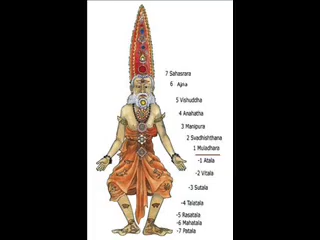 7 Sahasrara
6 Ajna
5 Vishuddha
4 Anahatha
3 Manipura
2 Svadhishthana
1 Muladhara
-1 Atala
-2 Vitala
-3 Sutala
-4 Talatala
-5 Rasatala
-6 Mahatala
-7 Patala